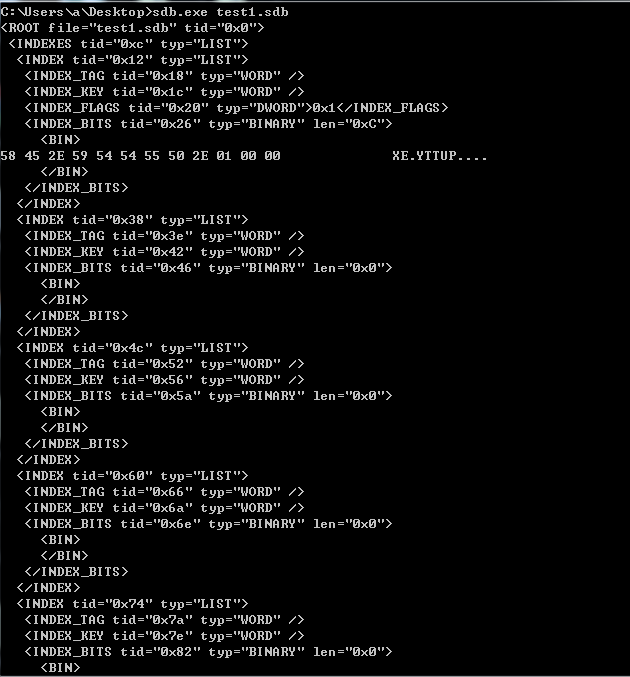 C:\Users\a\Desktop>sdb.exe test1.sdb
<ROOT file="test1.sdb" tid="0x0">
 <INDEXES tid="0xc" typ="LIST">
  <INDEX tid="0x12" typ="LIST">
   <INDEX_TAG tid="0x18" typ="WORD" />
   <INDEX_KEY tid="0x1c" typ="WORD" />
   <INDEX_FLAGS tid="0x20" typ="DWORD">0x1</INDEX_FLAGS>
   <INDEX_BITS tid="0x26" typ="BINARY" len="0xC">
     <BIN>
58 45 2E 59 54 54 55 50 2E 01 00 00              XE.YTTUP....
     </BIN>
   </INDEX_BITS>
  </INDEX>
  <INDEX tid="0x38" typ="LIST">
   <INDEX_TAG tid="0x3e" typ="WORD" />
   <INDEX_KEY tid="0x42" typ="WORD" />
   <INDEX_BITS tid="0x46" typ="BINARY" len="0x0">
     <BIN>
     </BIN>
   </INDEX_BITS>
  </INDEX>
  <INDEX tid="0x4c" typ="LIST">
   <INDEX_TAG tid="0x52" typ="WORD" />
   <INDEX_KEY tid="0x56" typ="WORD" />
   <INDEX_BITS tid="0x5a" typ="BINARY" len="0x0">
     <BIN>
     </BIN>
   </INDEX_BITS>
  </INDEX>
  <INDEX tid="0x60" typ="LIST">
   <INDEX_TAG tid="0x66" typ="WORD" />
   <INDEX_KEY tid="0x6a" typ="WORD" />
   <INDEX_BITS tid="0x6e" typ="BINARY" len="0x0">
     <BIN>
     </BIN>
   </INDEX_BITS>
  </INDEX>
  <INDEX tid="0x74" typ="LIST">
   <INDEX_TAG tid="0x7a" typ="WORD" />
   <INDEX_KEY tid="0x7e" typ="WORD" />
   <INDEX_BITS tid="0x82" typ="BINARY" len="0x0">
     <BIN>